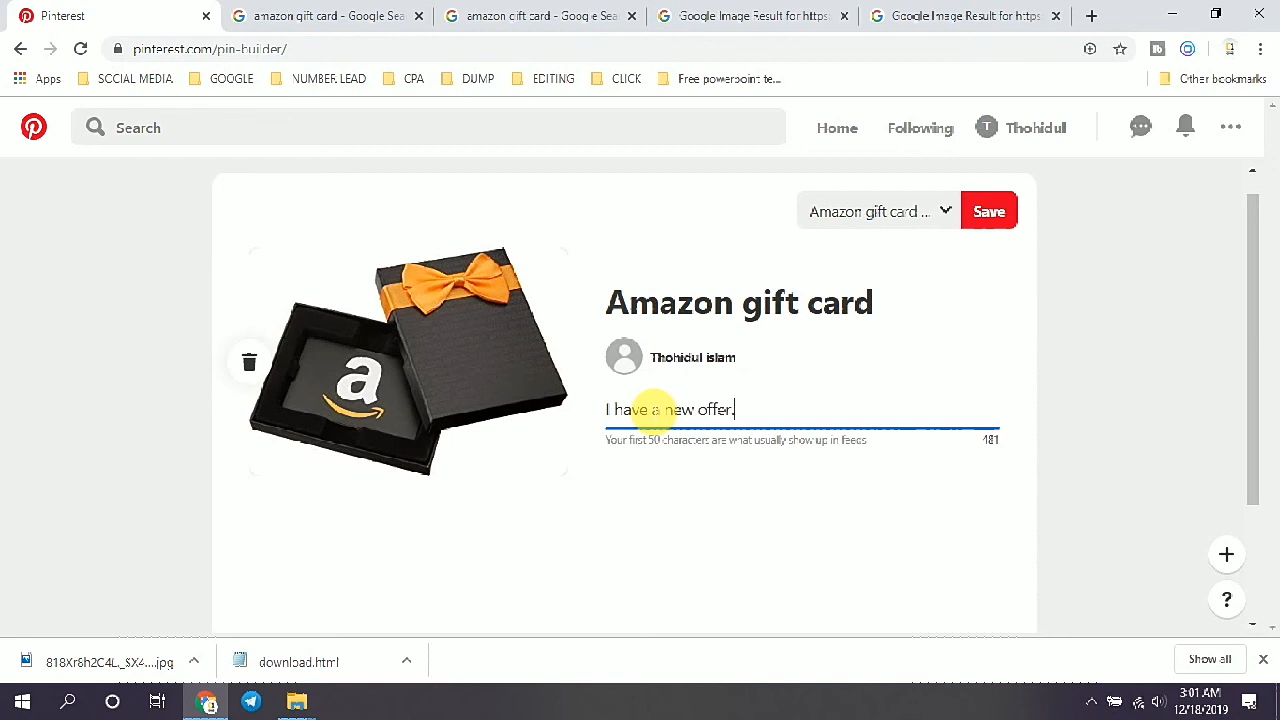 Pinterest
amazon gift card - Google Sea
amazon gift card - Google Sea
Google Image Result for https
Google Image Result for https
pinterest.com/pin-builder/
Apps
SOCIAL MEDIA
GOOGLE
NUMBER LEAD
CPA
DUMP
EDITING
CLICK
Free powerpoint te...
Other bookmarks
Search
Home
Following
T
Thohidul
Amazon gift card ...
Save
a
Amazon gift card
Thohidul islam
I have a new offer.
Your first 50 characters are what usually show up in feeds
481
?
818Xr8h2C4L._SX4....jpg
download.html
Show all
3:01 AM
12/18/2019